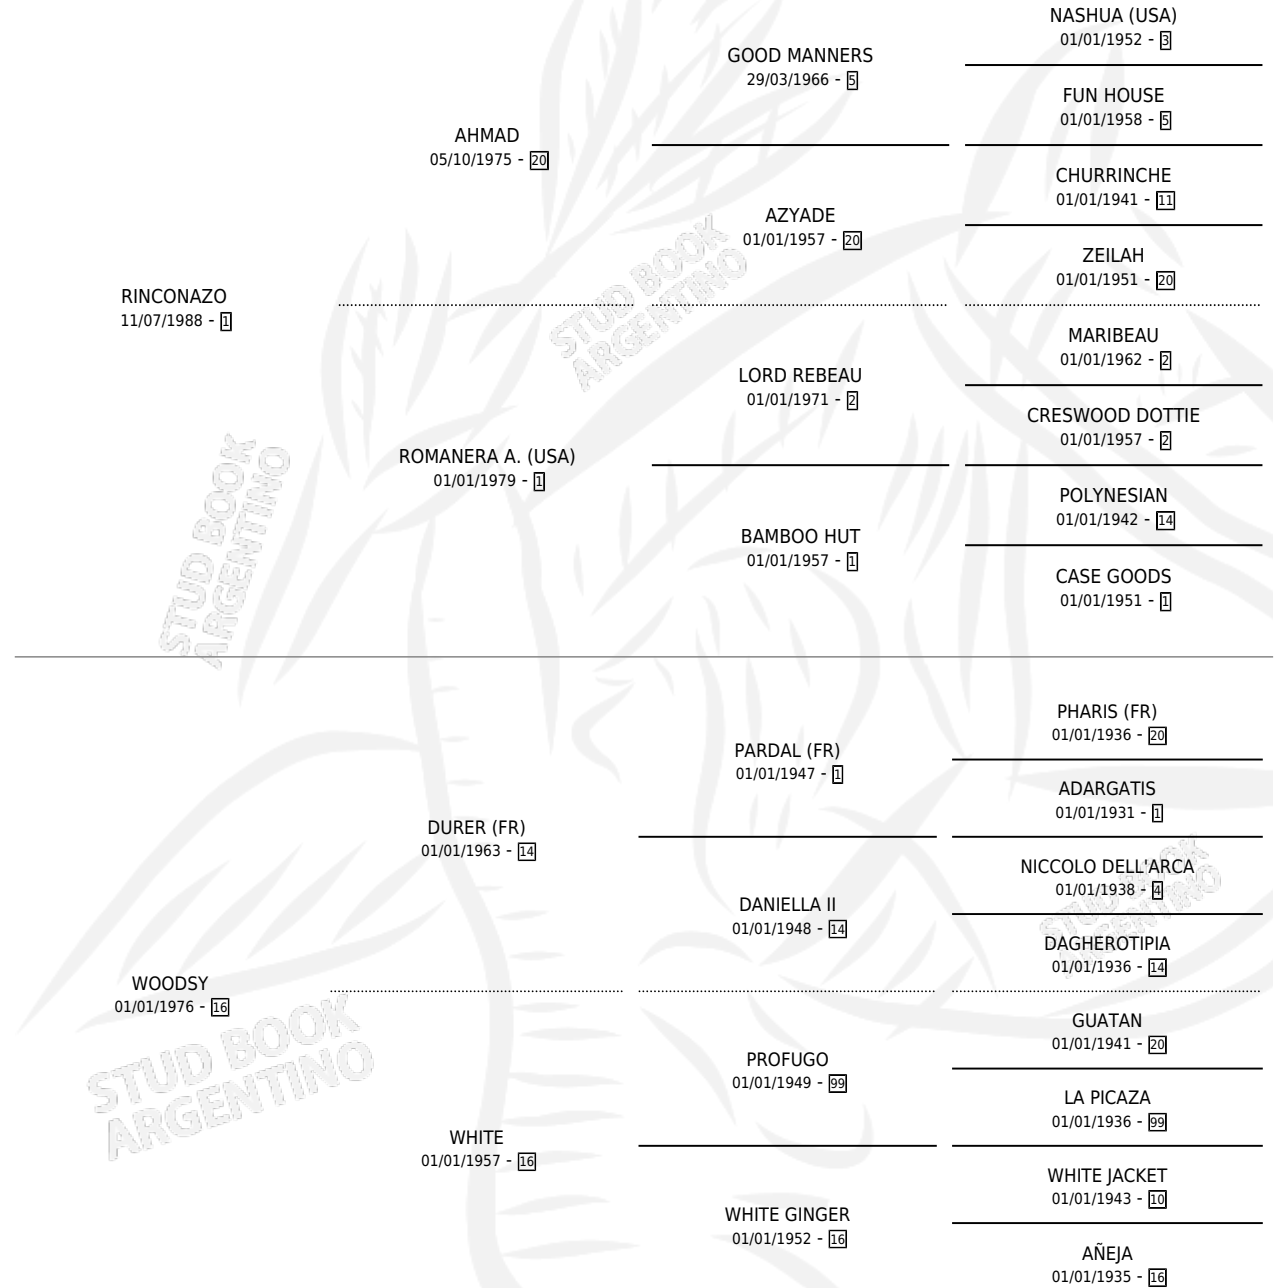 NASHUA (USA)
01/01/1952 - 3
GOOD MANNERS
29/03/1966 - 5
FUN HOUSE
01/01/1958 - 5
AHMAD
05/10/1975 - 20
CHURRINCHE
01/01/1941 - 11
AZYADE
01/01/1957 - 20
ZEILAH
01/01/1951 - 20
RINCONAZO
11/07/1988 - 1
MARIBEAU
01/01/1962 - 2
LORD REBEAU
01/01/1971 - 2
CRESWOOD DOTTIE
01/01/1957 - 2
ROMANERA A. (USA)
01/01/1979 - 1
POLYNESIAN
01/01/1942 - 14
BAMBOO HUT
01/01/1957 - 1
CASE GOODS
01/01/1951 - 1
STUD BOOK
ARGENTINO
STUD BOOK
ARGENTINO
PHARIS (FR)
01/01/1936 - 20
PARDAL (FR)
01/01/1947 - 1
ADARGATIS
01/01/1931 - 1
DURER (FR)
01/01/1963 - 14
NICCOLO DELL'ARCA
01/01/1938 - 4
DANIELLA II
01/01/1948 - 14
DAGHEROTIPIA
01/01/1936 - 14
WOODSY
01/01/1976 - 16
GUATAN
01/01/1941 - 20
PROFUGO
01/01/1949 - 99
LA PICAZA
01/01/1936 - 99
WHITE
01/01/1957 - 16
WHITE JACKET
01/01/1943 - 10
WHITE GINGER
01/01/1952 - 16
AÑEJA
01/01/1935 - 16
STUD BOOK
ARGENTINO
STUD BOOK
ARGENTINO